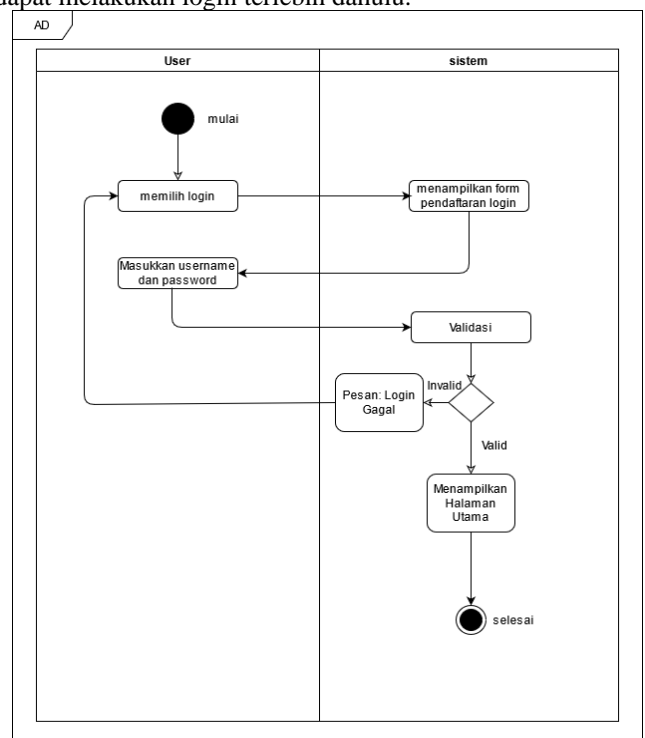 dapat melakukan login terlebih dahulu.
AD
User
sistem
mulai
memilih login
menampilkan form
pendaftaran login
Masukkan username
dan password
Validasi
Invalid
Pesan: Login
Gagal
Valid
Menampilkan
Halaman
Utama
selesai